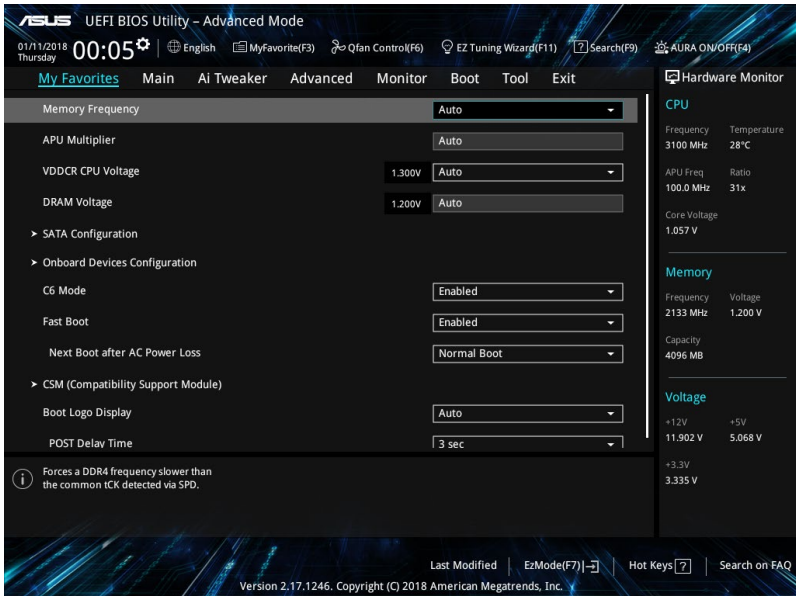 ASUS UEFI BIOS Utility – Advanced Mode
01/11/2018 Thursday 00:05 English MyFavorite(F3) Qfan Control(F6) EZ Tuning Wizard(F11) ? Search(F9) AURA ON/OFF(F4)
My Favorites Main Ai Tweaker Advanced Monitor Boot Tool Exit
Memory Frequency Auto
APU Multiplier Auto
VDDCR CPU Voltage 1.300V Auto
DRAM Voltage 1.200V Auto
> SATA Configuration
> Onboard Devices Configuration
C6 Mode Enabled
Fast Boot Enabled
Next Boot after AC Power Loss Normal Boot
> CSM (Compatibility Support Module)
Boot Logo Display Auto
POST Delay Time 3 sec
i Forces a DDR4 frequency slower than
the common tCK detected via SPD.
Hardware Monitor
CPU
Frequency Temperature
3100 MHz 28°C
APU Freq Ratio
100.0 MHz 31x
Core Voltage
1.057 V
Memory
Frequency Voltage
2133 MHz 1.200 V
Capacity
4096 MB
Voltage
+12V +5V
11.902 V 5.068 V
+3.3V
3.335 V
Last Modified EzMode(F7) Hot Keys ? Search on FAQ
Version 2.17.1246. Copyright (C) 2018 American Megatrends, Inc.